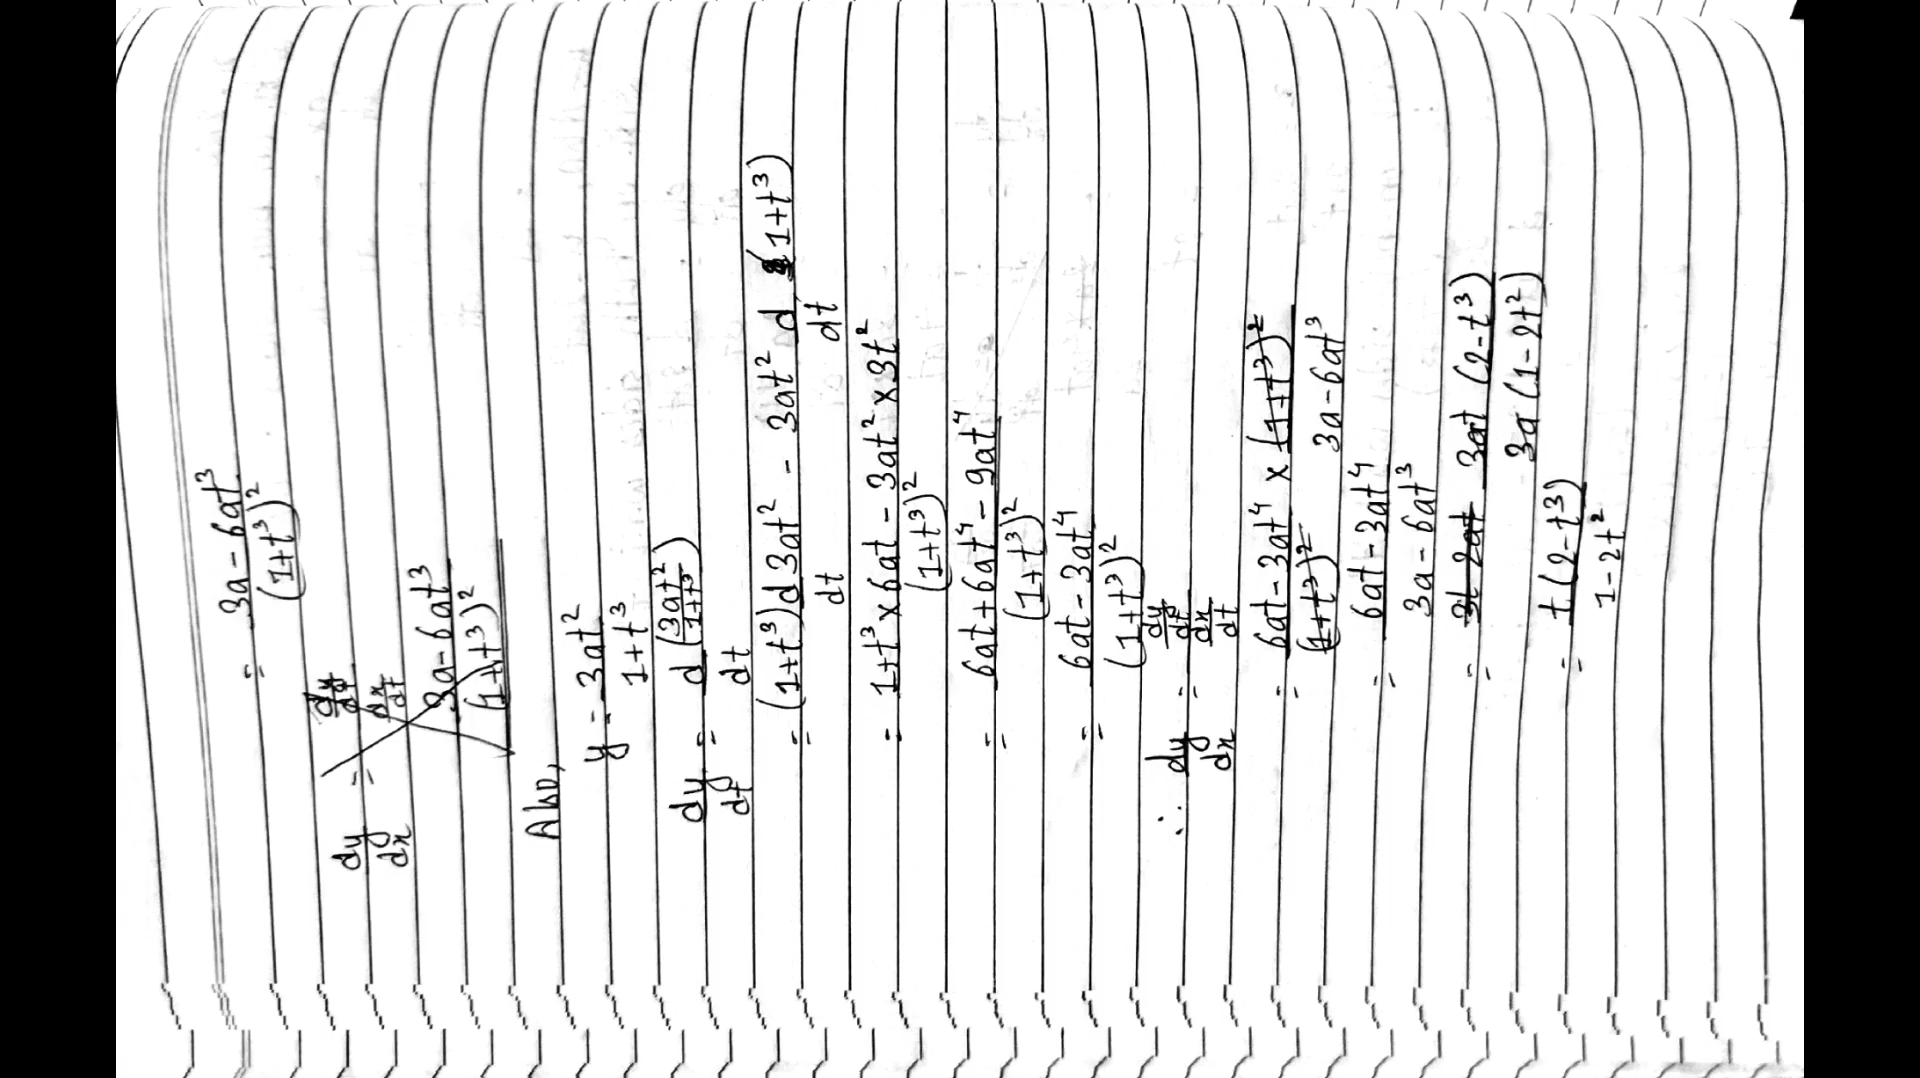 = 3a - 6at³ / (1+t³)²
dy/dx = dy/dt / dx/dt
3a - 6at³ / (1+t³)²
Also,
y = 3at² / 1+t³
dy/dt = d (3at² / 1+t³) / dt
= (1+t³) d 3at² / dt - 3at² d (1+t³) / dt
= 1+t³ × 6at - 3at² × 3t² / (1+t³)²
= 6at + 6at⁴ - 9at⁴ / (1+t³)²
= 6at - 3at⁴ / (1+t³)²
∴ dy/dx = dy/dt / dx/dt
= 6at - 3at⁴ / (1+t³)² × (1+t³)² / 3a - 6at³
= 6at - 3at⁴ / 3a - 6at³
= 3at (2-t³) / 3a (1-2t²)
= t(2-t³) / 1-2t²